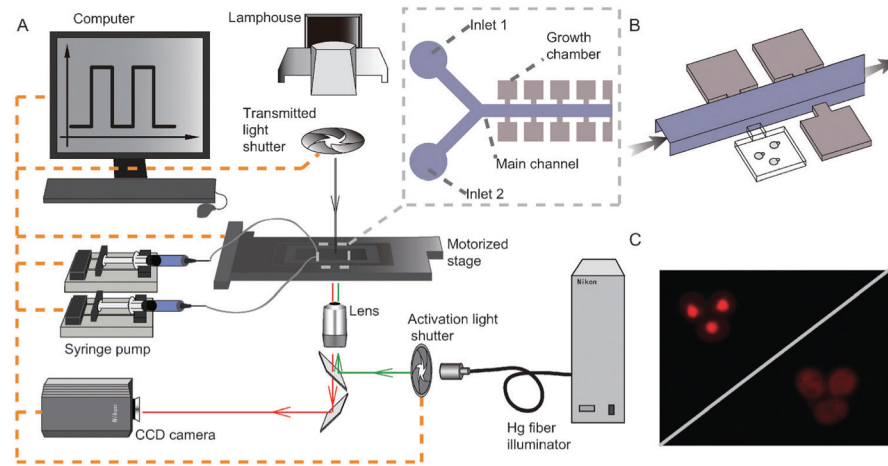 A
Computer
Lamphouse
Transmitted
light
shutter
Inlet 1
Growth
chamber
Main channel
Inlet 2
B
Motorized
stage
C
Nikon
Lens
Activation light
shutter
Syringe pump
Nikon
CCD camera
Hg fiber
illuminator